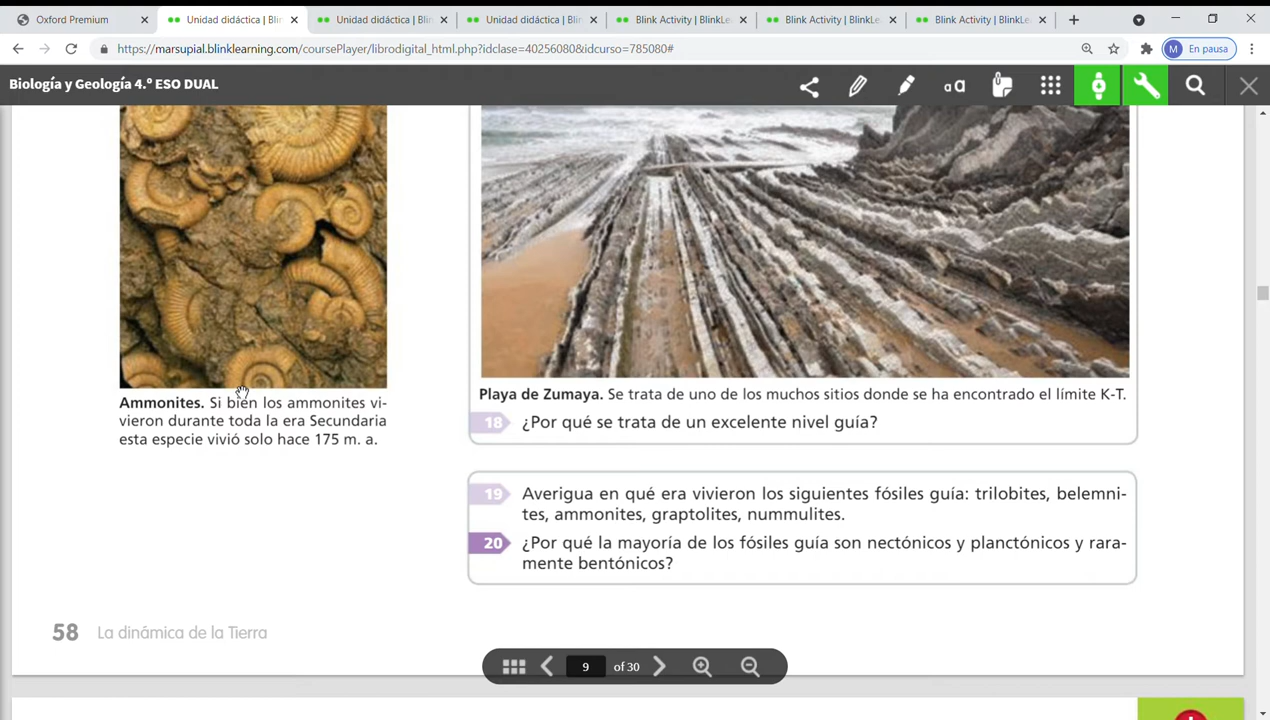 Oxford Premium
Unidad didáctica | Bli
Unidad didáctica | Bli
Unidad didáctica | Bli
Blink Activity | BlinkLe
Blink Activity | BlinkLe
Blink Activity | BlinkLe
https://marsupial.blinklearning.com/coursePlayer/librodigital_html.php?idclase=40256080&idcurso=785080#
M
En pausa
Biología y Geología 4.º ESO DUAL
aa
Ammonites. Si bien los ammonites vi-
vieron durante toda la era Secundaria
esta especie vivió solo hace 175 m. a.
Playa de Zumaya. Se trata de uno de los muchos sitios donde se ha encontrado el límite K-T.
18 ¿Por qué se trata de un excelente nivel guía?
19 Averigua en qué era vivieron los siguientes fósiles guía: trilobites, belemni-
tes, ammonites, graptolites, nummulites.
20 ¿Por qué la mayoría de los fósiles guía son nectónicos y planctónicos y rara-
mente bentónicos?
58 La dinámica de la Tierra
9 of 30